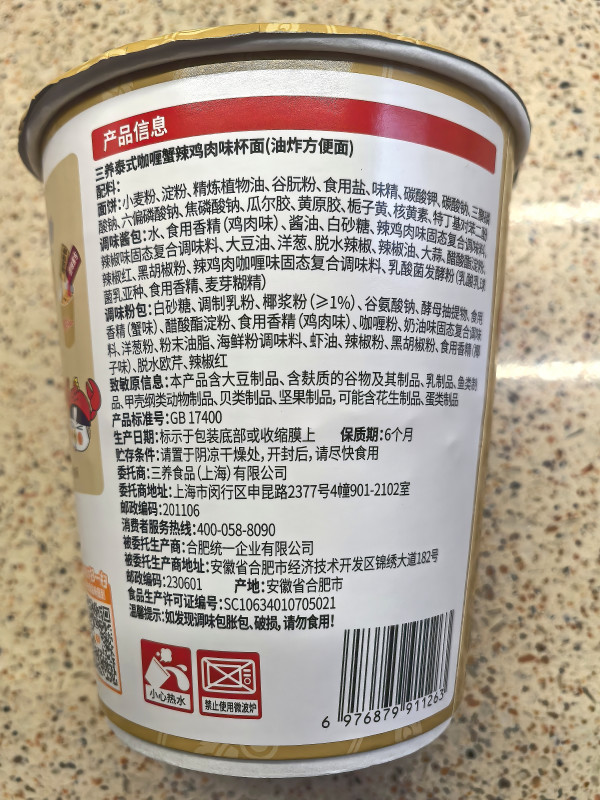 产品信息
三养泰式咖喱蟹辣鸡肉味杯面(油炸方便面)
配料:
面饼:小麦粉、淀粉、精炼植物油、谷朊粉、食用盐、味精、碳酸钾、碳酸钠、三聚磷
酸钠、六偏磷酸钠、焦磷酸钠、瓜尔胶、黄原胶、栀子黄、核黄素、特丁基对苯二酚
调味酱包:水、食用香精(鸡肉味)、酱油、白砂糖、辣鸡肉味固态复合调味料、
辣椒味固态复合调味料、大豆油、洋葱、脱水辣椒、辣椒油、大蒜、醋酸酯淀粉、
辣椒红、黑胡椒粉、辣鸡肉咖喱味固态复合调味料、乳酸菌发酵粉(乳酸乳球
菌乳亚种、食用香精、麦芽糊精)
调味粉包:白砂糖、调制乳粉、椰浆粉(≥1%)、谷氨酸钠、酵母抽提物、食用
香精(蟹味)、醋酸酯淀粉、食用香精(鸡肉味)、咖喱粉、奶油味固态复合调味
料、洋葱粉、粉末油脂、海鲜粉调味料、虾油、辣椒粉、黑胡椒粉、食用香精(椰
子味)、脱水欧芹、辣椒红
致敏原信息:本产品含大豆制品、含麸质的谷物及其制品、乳制品、鱼类制
品、甲壳纲类动物制品、贝类制品、坚果制品,可能含花生制品、蛋类制品
产品标准号:GB 17400
生产日期:标示于包装底部或收缩膜上 保质期:6个月
贮存条件:请置于阴凉干燥处,开封后,请尽快食用
委托商:三养食品(上海)有限公司
委托商地址:上海市闵行区申昆路2377号4幢901-2102室
邮政编码:201106
消费者服务热线:400-058-8090
被委托生产商:合肥统一企业有限公司
被委托生产商地址:安徽省合肥市经济技术开发区锦绣大道182号
邮政编码:230601 产地:安徽省合肥市
食品生产许可证编号:SC10634010705021
温馨提示:如发现调味包胀包、破损,请勿食用!
小心热水
禁止使用微波炉
6 976879 911263